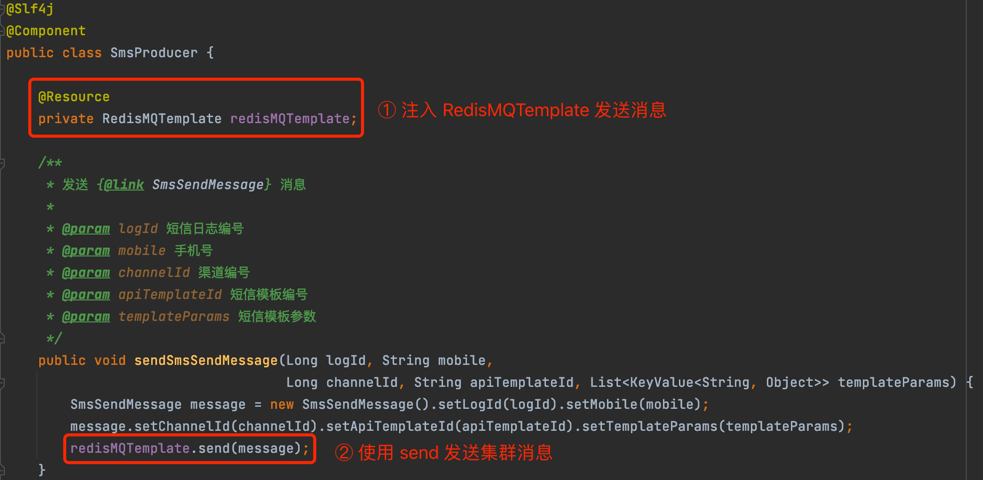 @Slf4j
@Component
public class SmsProducer {
@Resource
private RedisMQTemplate redisMQTemplate;
① 注入 RedisMQTemplate 发送消息
/**
* 发送 {@link SmsSendMessage} 消息
*
* @param logId 短信日志编号
* @param mobile 手机号
* @param channelId 渠道编号
* @param apiTemplateId 短信模板编号
* @param templateParams 短信模板参数
*/
public void sendSmsSendMessage(Long logId, String mobile,
Long channelId, String apiTemplateId, List<KeyValue<String, Object>> templateParams) {
SmsSendMessage message = new SmsSendMessage().setLogId(logId).setMobile(mobile);
message.setChannelId(channelId).setApiTemplateId(apiTemplateId).setTemplateParams(templateParams);
redisMQTemplate.send(message);
② 使用 send 发送集群消息
}